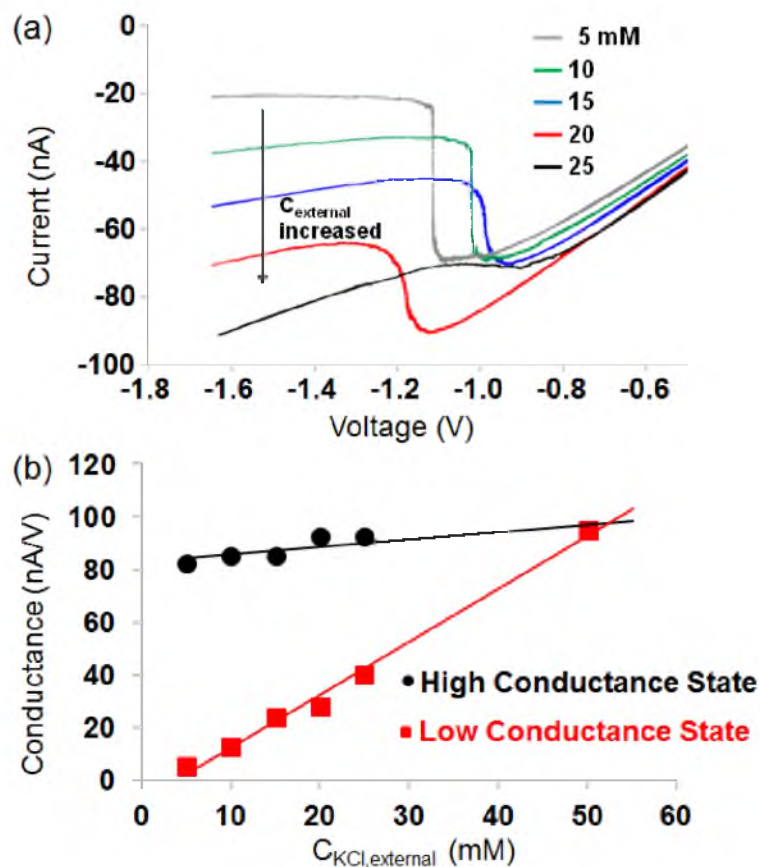 (a)
0
-20
-40
-60
-80
-100
Current (nA)
5 mM
10
15
20
25
C_external
increased
-1.8 -1.6 -1.4 -1.2 -1.0 -0.8 -0.6
Voltage (V)
(b)
120
100
80
60
40
20
0
Conductance (nA/V)
High Conductance State
Low Conductance State
0 10 20 30 40 50 60
C_KCl,external (mM)